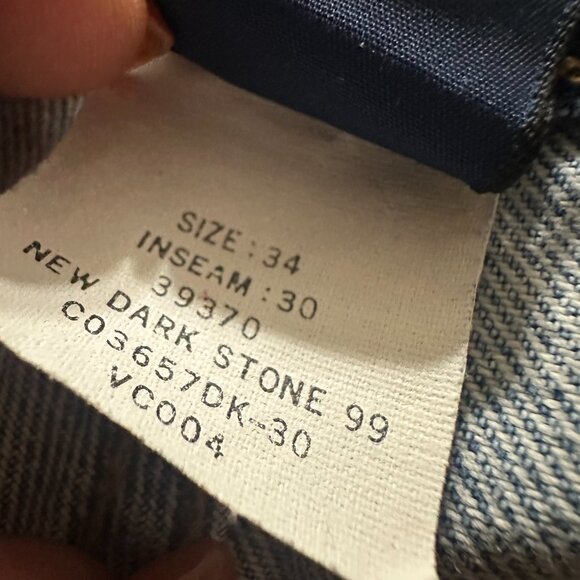 SIZE : 34
INSEAM : 30
39370
NEW DARK STONE 99
C03657DK-30
VC004